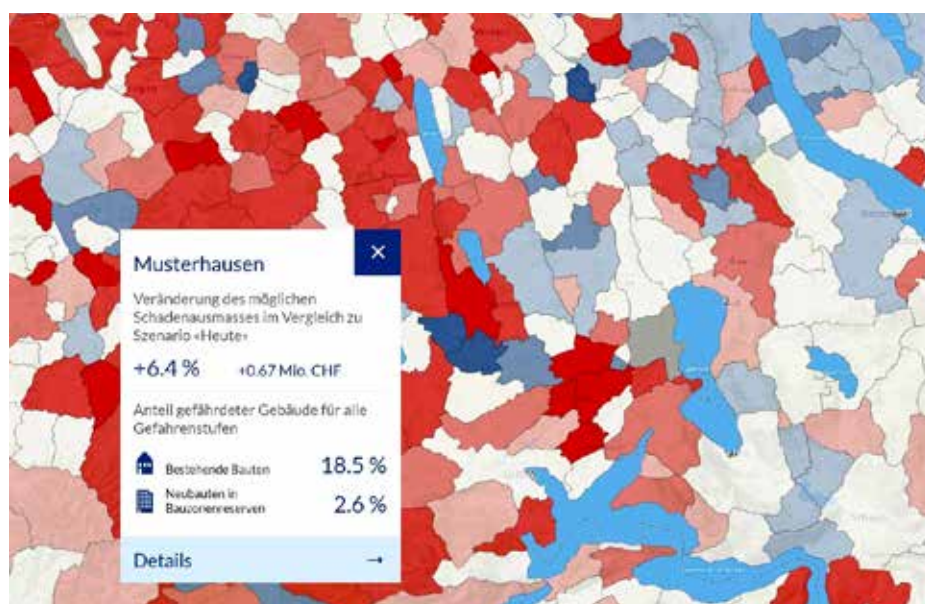 Musterhausen
×
Veränderung des möglichen
Schadenausmasses im Vergleich zu
Szenario «Heute»
+6.4 %
+0.67 Mio. CHF
Anteil gefährdeter Gebäude für alle
Gefahrenstufen
Bestehende Bauten 18.5 %
Neubauten in
Bauzonenreserven 2.6 %
Details →